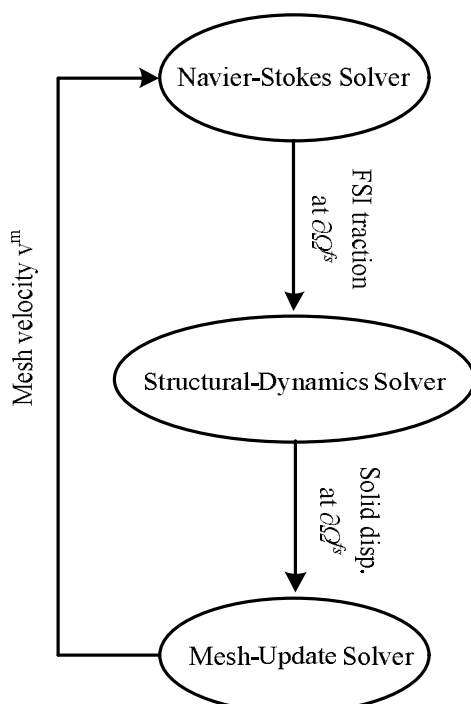 Navier-Stokes Solver
FSI traction
at ∂Ω^fs
Structural-Dynamics Solver
Solid disp.
at ∂Ω^fs
Mesh-Update Solver
Mesh velocity v^m